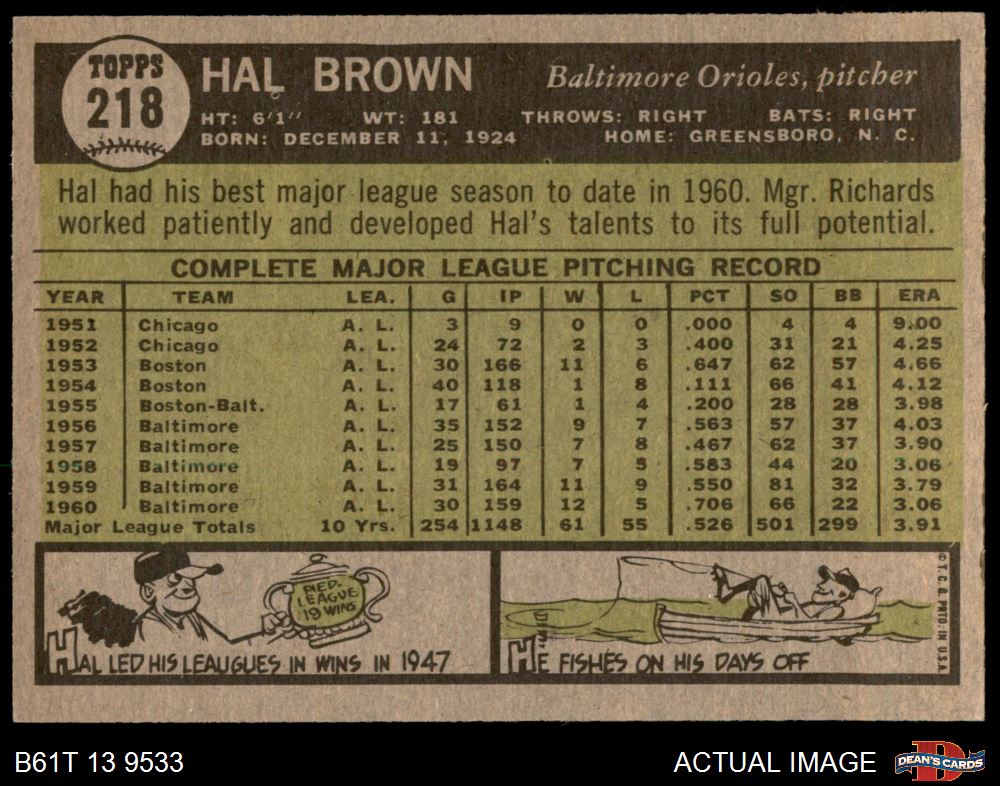 TOPPS
218
HAL BROWN
Baltimore Orioles, pitcher
HT: 6'1" WT: 181 THROWS: RIGHT BATS: RIGHT
BORN: DECEMBER 11, 1924 HOME: GREENSBORO, N. C.
Hal had his best major league season to date in 1960. Mgr. Richards
worked patiently and developed Hal's talents to its full potential.
COMPLETE MAJOR LEAGUE PITCHING RECORD
YEAR TEAM LEA. G IP W L PCT SO BB ERA
1951 Chicago A. L. 3 9 0 0 .000 4 4 9.00
1952 Chicago A. L. 24 72 2 3 .400 31 21 4.25
1953 Boston A. L. 30 166 11 6 .647 62 57 4.66
1954 Boston A. L. 40 118 1 8 .111 66 41 4.12
1955 Boston-Balt. A. L. 17 61 1 4 .200 28 28 3.98
1956 Baltimore A. L. 35 152 9 7 .563 57 37 4.03
1957 Baltimore A. L. 25 150 7 8 .467 62 37 3.90
1958 Baltimore A. L. 19 97 7 5 .583 44 20 3.06
1959 Baltimore A. L. 31 164 11 9 .550 81 32 3.79
1960 Baltimore A. L. 30 159 12 5 .706 66 22 3.06
Major League Totals 10 Yrs. 254 1148 61 55 .526 501 299 3.91
PIED.
LEAGUE
19 WINS
HAL LED HIS LEAUGUES IN WINS IN 1947
HE FISHES ON HIS DAYS OFF
© T. C. G. PRTD. IN U.S.A.
B61T 13 9533
ACTUAL IMAGE
D
DEAN'S CARDS